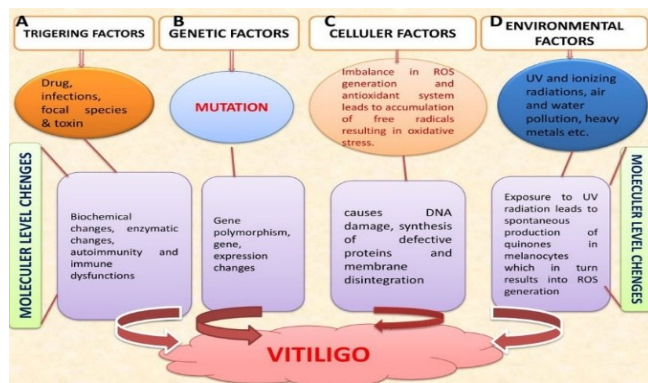 A
TRIGERING FACTORS
B
GENETIC FACTORS
C
CELLULER FACTORS
D
ENVIRONMENTAL
FACTORS
Drug,
infections,
focal species
& toxin
MUTATION
Imbalance in ROS
generation and
antioxidant system
leads to accumulation of
free radicals
resulting in oxidative
stress.
UV and ionizing
radiations, air
and water
pollution, heavy
metals etc.
MOLECULER LEVEL CHENGES
Biochemical
changes, enzymatic
changes,
autoimmunity and
immune
dysfunctions
Gene
polymorphism,
gene,
expression
changes
causes DNA
damage, synthesis
of defective
proteins and
membrane
disintegration
Exposure to UV
radiation leads to
spontaneous
production of
quinones in
melanocytes
which in turn
results into ROS
generation
MOLECULER LEVEL CHENGES
VITILIGO